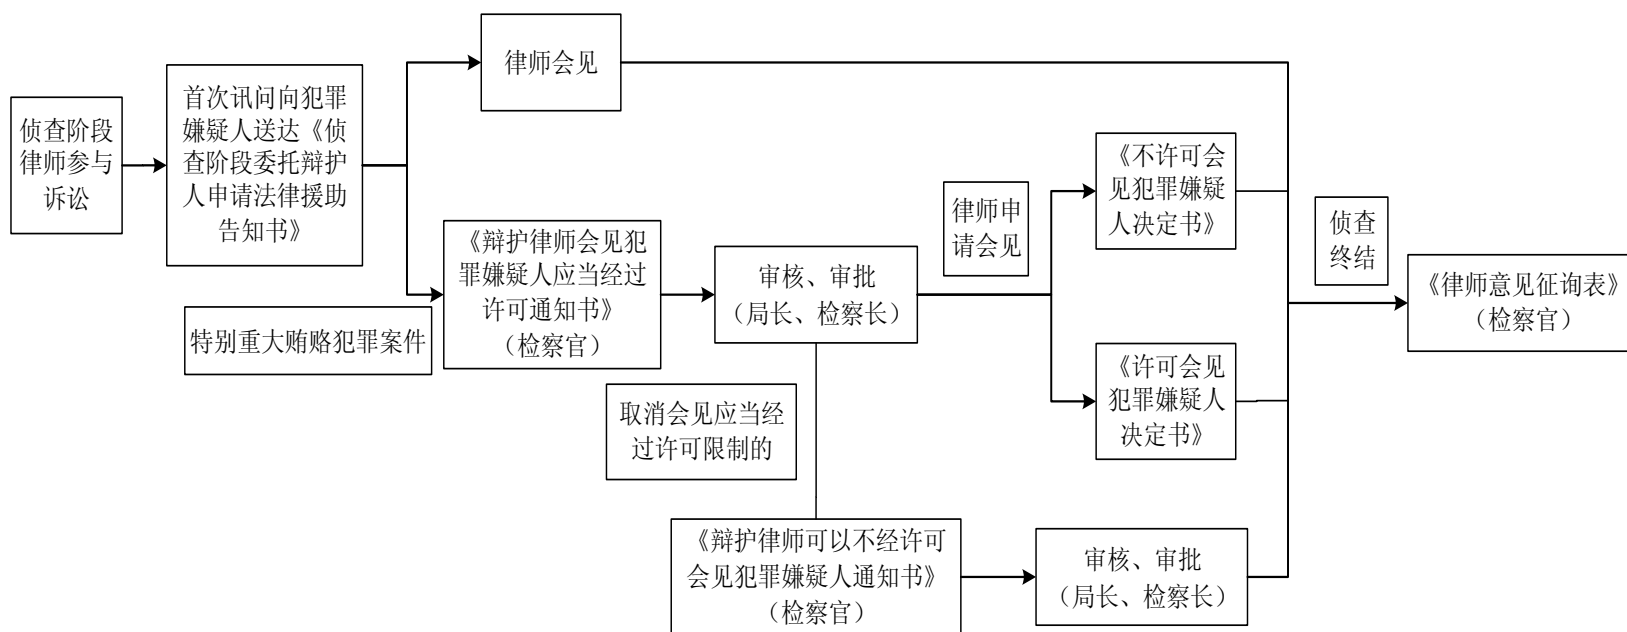 侦查阶段
律师参与
诉讼
首次讯问向犯罪
嫌疑人送达《侦
查阶段委托辩护
人申请法律援助
告知书》
律师会见
特别重大贿赂犯罪案件
《辩护律师会见犯
罪嫌疑人应当经过
许可通知书》
（检察官）
审核、审批
（局长、检察长）
律师申
请会见
《不许可会
见犯罪嫌疑
人决定书》
《许可会见
犯罪嫌疑人
决定书》
取消会见应当经
过许可限制的
《辩护律师可以不经许可
会见犯罪嫌疑人通知书》
（检察官）
审核、审批
（局长、检察长）
侦查
终结
《律师意见征询表》
（检察官）